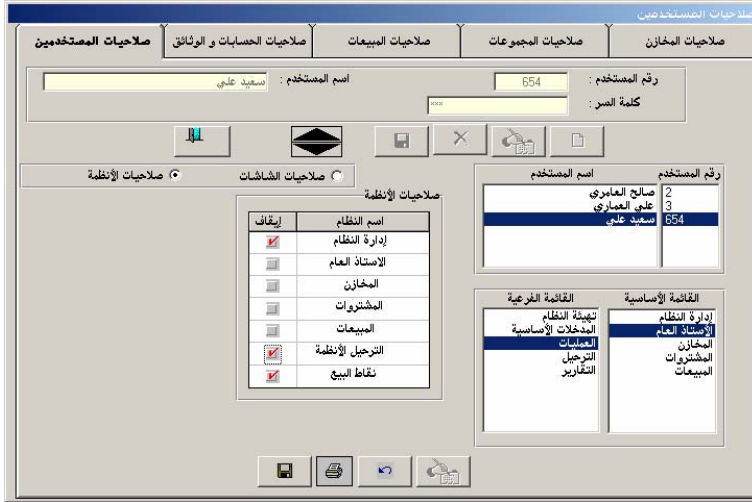 صلاحيات المستخدمين
صلاحيات المخازن
صلاحيات المجموعات
صلاحيات المبيعات
صلاحيات الحسابات و الوثائق
صلاحيات المستخدمين
رقم المستخدم : 654
اسم المستخدم : سعيد علي
كلمة السر : ***
صلاحيات الشاشات
صلاحيات الأنظمة
رقم المستخدم اسم المستخدم
2 صالح العامري
3 علي العماري
654 سعيد علي
صلاحيات الأنظمة
اسم النظام إيقاف
إدارة النظام
الاستاذ العام
المخازن
المشتروات
المبيعات
الترحيل الأنظمة
نقاط البيع
القائمة الأساسية
إدارة النظام
الأستاذ العام
المخازن
المشتروات
المبيعات
القائمة الفرعية
تهيئة النظام
المدخلات الأساسية
العمليات
الترحيل
التقارير